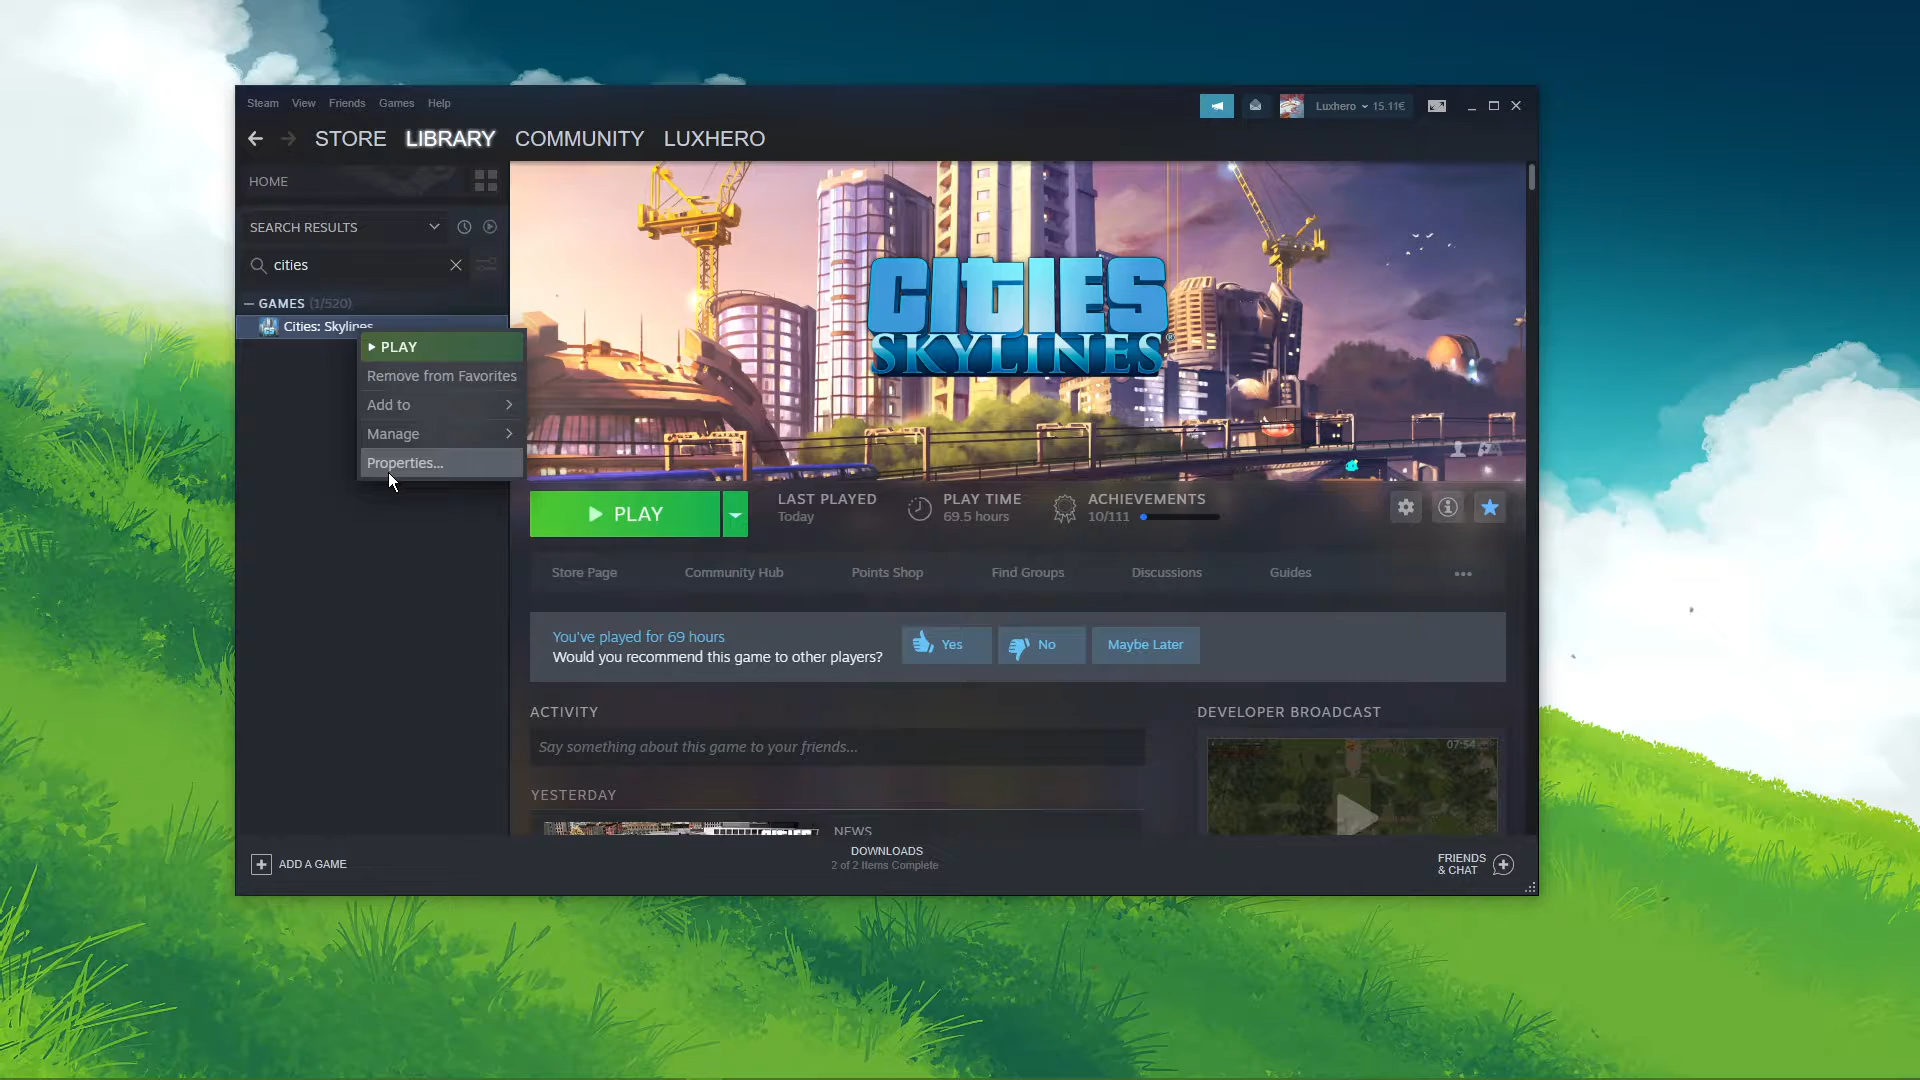 Steam View Friends Games Help
Luxhero 15.11€
STORE LIBRARY COMMUNITY LUXHERO
HOME
SEARCH RESULTS
cities
GAMES (1/520)
Cities: Skylines
PLAY
Remove from Favorites
Add to
Manage
Properties...
CITIES
SKYLINES®
PLAY
LAST PLAYED
Today
PLAY TIME
69.5 hours
ACHIEVEMENTS
10/111
Store Page Community Hub Points Shop Find Groups Discussions Guides
You've played for 69 hours
Would you recommend this game to other players?
Yes No Maybe Later
ACTIVITY
Say something about this game to your friends...
DEVELOPER BROADCAST
07:54
YESTERDAY
NEWS
ADD A GAME
DOWNLOADS
2 of 2 Items Complete
FRIENDS
& CHAT